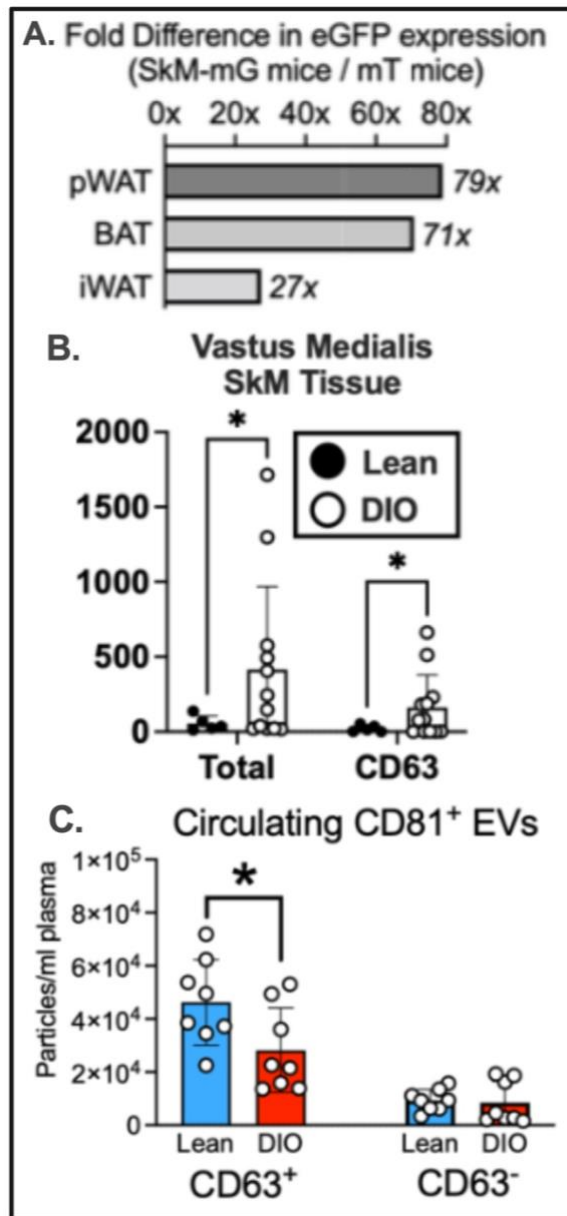 A. Fold Difference in eGFP expression
(SkM-mG mice / mT mice)
0x 20x 40x 60x 80x
pWAT 79x
BAT 71x
iWAT 27x
B. Vastus Medialis
SkM Tissue
2000
1500
1000
500
0
*
*
Lean
DIO
Total CD63
C. Circulating CD81⁺ EVs
Particles/ml plasma
1×10⁵
8×10⁴
6×10⁴
4×10⁴
2×10⁴
0
*
Lean DIO Lean DIO
CD63⁺ CD63⁻